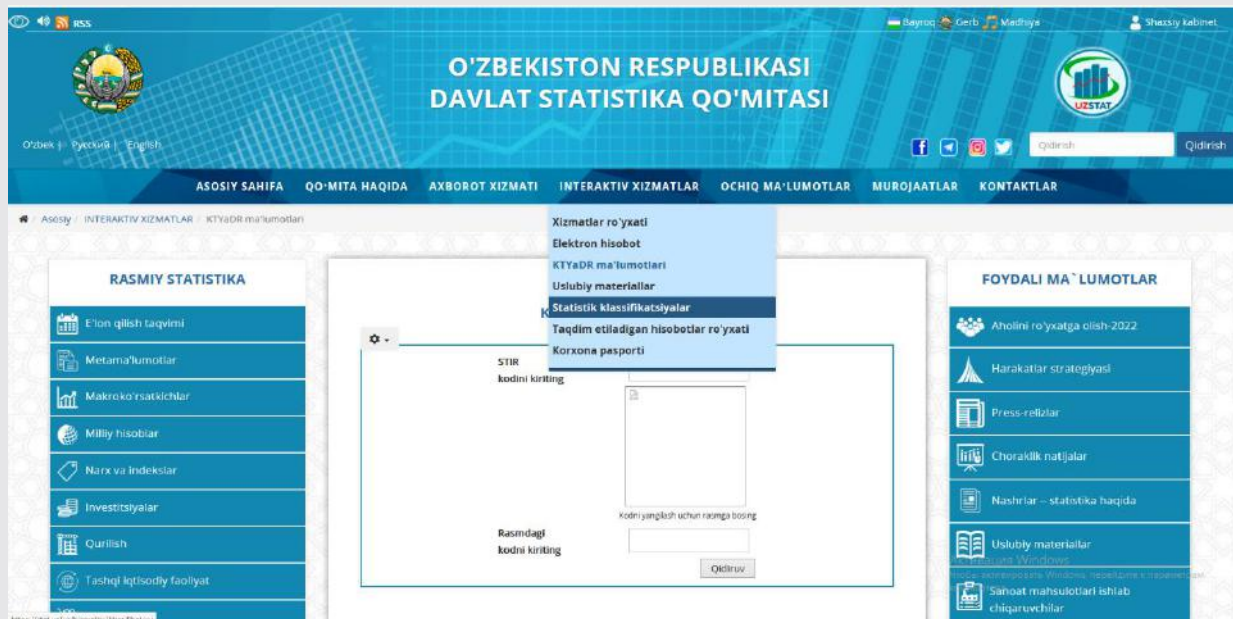 RSS
Bayroq Gerb Madhiya
Shaxsiy kabinet
O'ZBEKISTON RESPUBLIKASI
DAVLAT STATISTIKA QO'MITASI
UZSTAT
O'zbek | Русский | English
Qidirish Qidirish
ASOSIY SAHIFA QO'MITA HAQIDA AXBOROT XIZMATI INTERAKTIV XIZMATLAR OCHIQ MA'LUMOTLAR MUROJAATLAR KONTAKTLAR
Asosiy / INTERAKTIV XIZMATLAR / KTYaDR ma'lumotlari
Xizmatlar ro'yxati
Elektron hisobot
KTYaDR ma'lumotlari
Uslubiy materiallar
Statistik klassifikatsiyalar
Taqdim etiladigan hisobotlar ro'yxati
Korxona pasporti
RASMIY STATISTIKA
E'lon qilish taqvimi
Metama'lumotlar
Makroko'rsatkichlar
Milliy hisoblar
Narx va indekslar
Investitsiyalar
Qurilish
Tashqi iqtisodiy faoliyat
K
STIR
kodini kiriting
Kodni yangilash uchun rasmga bosing
Rasmdagi
kodni kiriting
Qidiruv
FOYDALI MA`LUMOTLAR
Aholini ro'yxatga olish-2022
Harakatlar strategiyasi
Press-relizlar
Choraklik natijalar
Nashrlar – statistika haqida
Uslubiy materiallar
Sanoat mahsulotlari ishlab
chiqaruvchilar